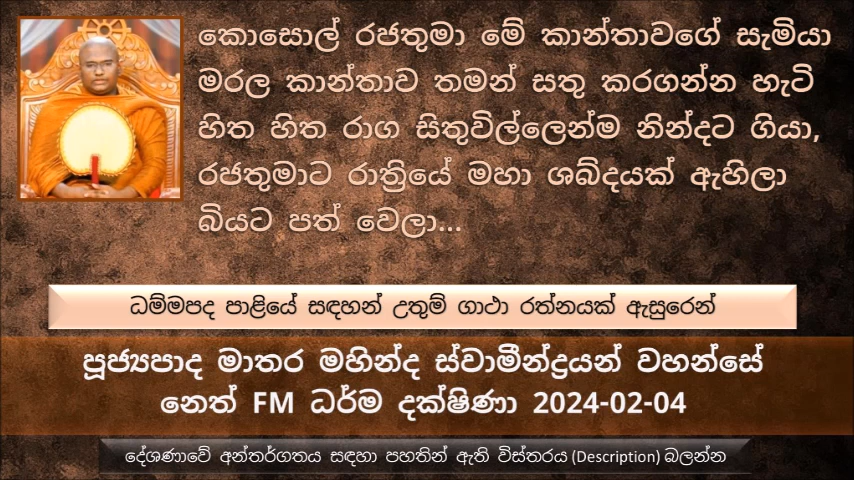 කොසොල් රජතුමා මේ කාන්තාවගේ සැමියා
මරල කාන්තාව තමන් සතු කරගන්න හැටි
හිත හිත රාග සිතුවිල්ලෙන්ම නින්දට ගියා,
රජතුමාට රාත්‍රියේ මහා ශබ්දයක් ඇහිලා
බියට පත් වෙලා...
ධම්මපද පාළියේ සඳහන් උතුම් ගාථා රත්නයක් ඇසුරෙන්
පූජ්‍යපාද මාතර මහින්ද ස්වාමීන්ද්‍රයන් වහන්සේ
නෙත් FM ධර්ම දක්ෂිණා 2024-02-04
දේශණාවේ අන්තර්ගතය සඳහා පහතින් ඇති විස්තරය (Description) බලන්න